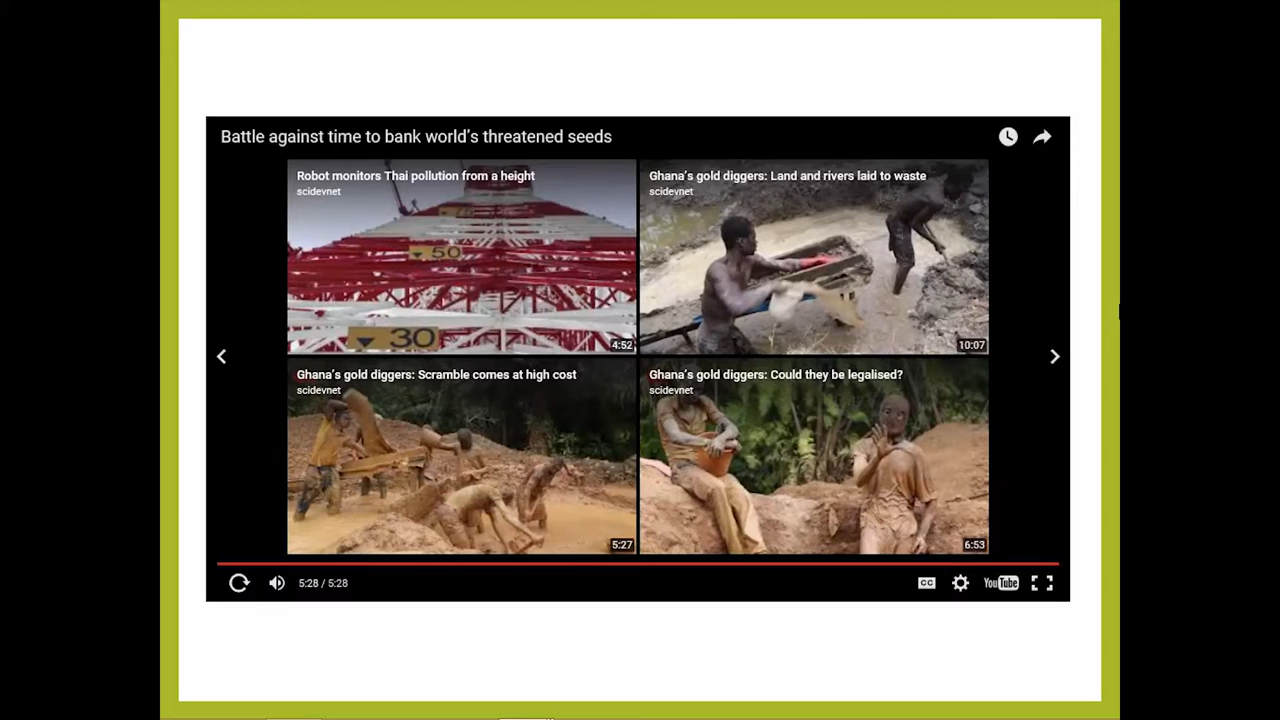 Battle against time to bank world's threatened seeds
Robot monitors Thai pollution from a height
scidevnet
50
30
4:52
Ghana's gold diggers: Land and rivers laid to waste
scidevnet
10:07
Ghana's gold diggers: Scramble comes at high cost
scidevnet
5:27
Ghana's gold diggers: Could they be legalised?
scidevnet
6:53
5:28 / 5:28
CC
YouTube